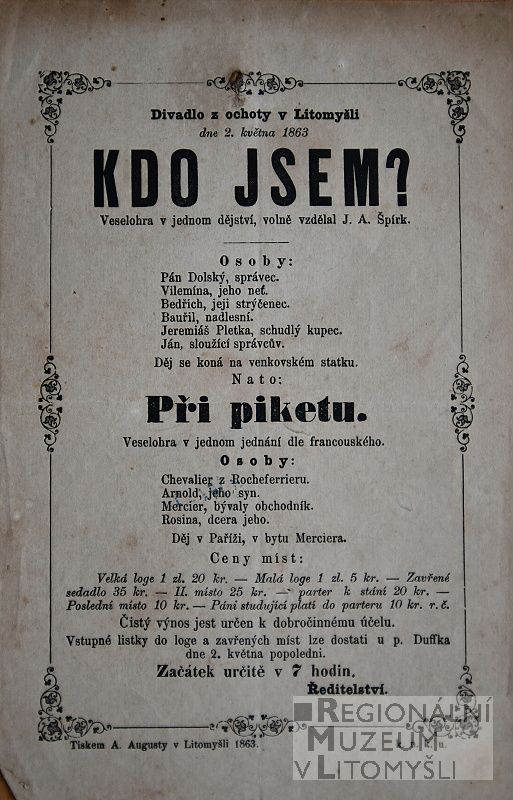 Divadlo z ochoty v Litomyšli
dne 2. května 1863
KDO JSEM?
Veselohra v jednom dějství, volně vzdělal J. A. Špírk.
Osoby:
Pán Dolský, správec.
Vilemína, jeho neť.
Bedřich, jeji strýčenec.
Bauřil, nadlesní.
Jeremiáš Pletka, schudlý kupec.
Ján, sloužící správcův.
Děj se koná na venkovském statku.
Nato:
Při piketu.
Veselohra v jednom jednání dle francouského.
Osoby:
Chevalier z Rocheferrieru.
Arnold, jeho syn.
Mercier, bývaly obchodník.
Rosina, dcera jeho.
Děj v Paříži, v bytu Merciera.
Ceny míst:
Velká loge 1 zl. 20 kr. — Malá loge 1 zl. 5 kr. — Zavřené
sedadlo 35 kr. — II. místo 25 kr. — parter k stání 20 kr. —
Poslední místo 10 kr. — Páni studující platí do parteru 10 kr. r. č.
Čistý výnos jest určen k dobročinnému účelu.
Vstupné listky do loge a zavřených míst lze dostati u p. Duffka
dne 2. května popoledni.
Začátek určitě v 7 hodin.
Ředitelství.
Tiskem A. Augusty v Litomyšli 1863.
REGIONÁLNÍ
MUZEUM
V LITOMYŠLI